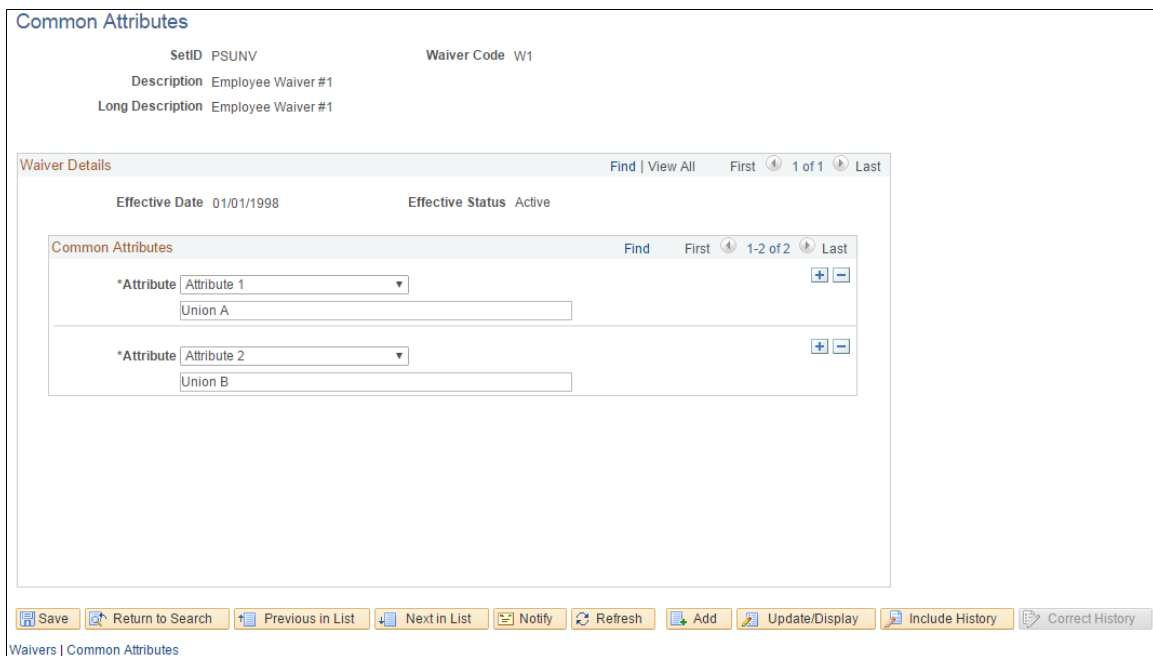 Common Attributes
SetID PSUNV Waiver Code W1
Description Employee Waiver #1
Long Description Employee Waiver #1
Waiver Details Find | View All First 1 of 1 Last
Effective Date 01/01/1998 Effective Status Active
Common Attributes Find First 1-2 of 2 Last
*Attribute Attribute 1
Union A
*Attribute Attribute 2
Union B
Save Return to Search Previous in List Next in List Notify Refresh Add Update/Display Include History Correct History
Waivers | Common Attributes